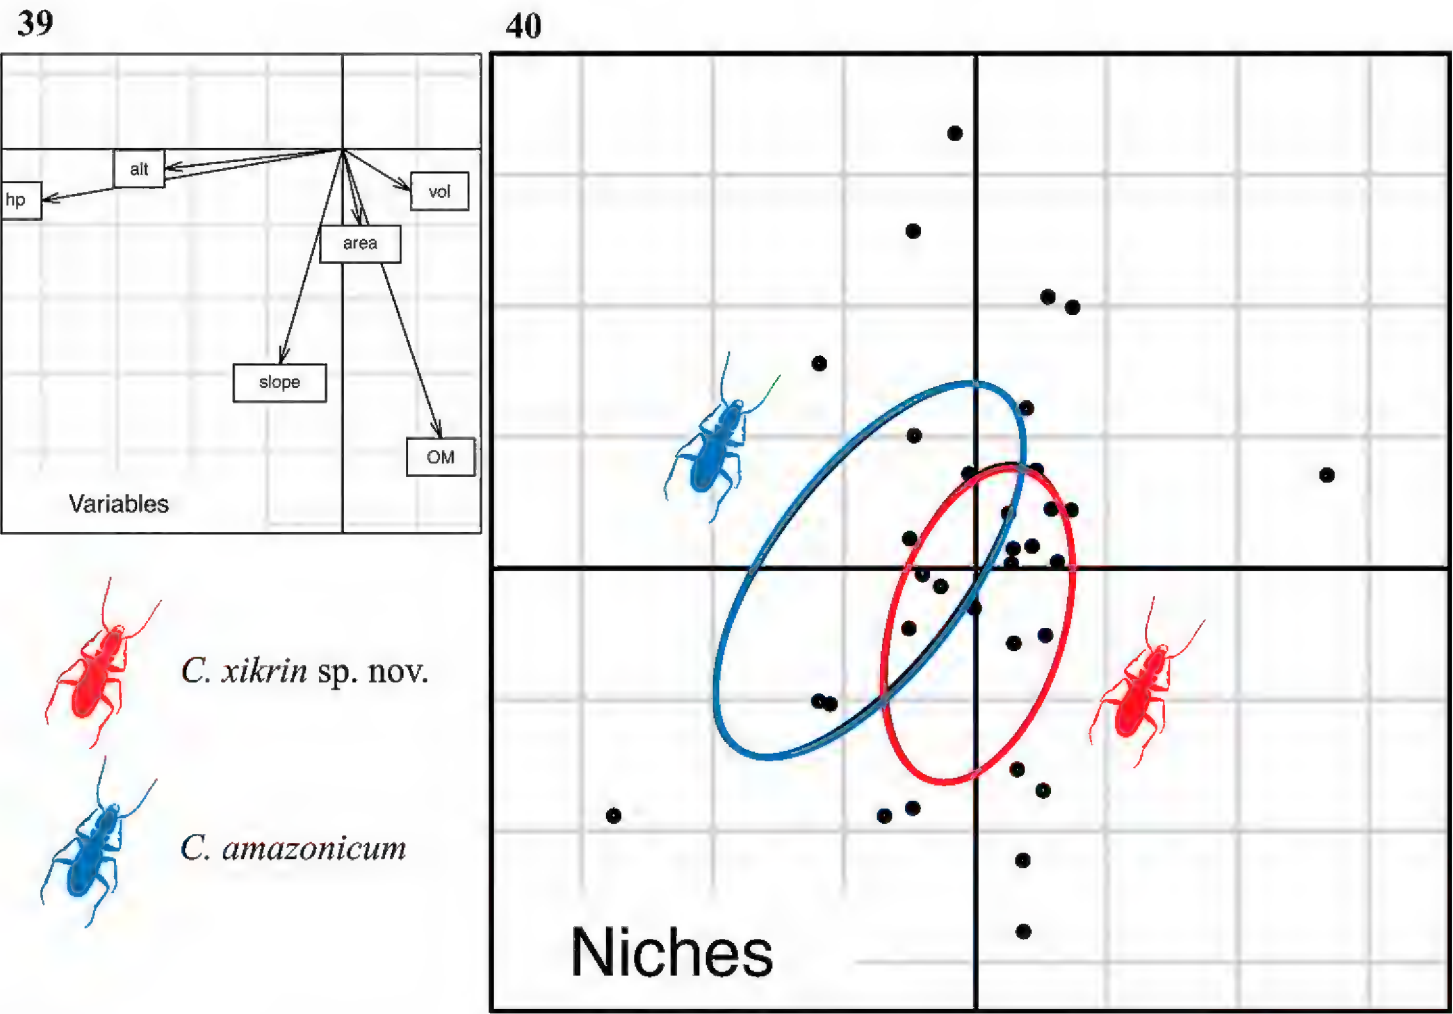 39
40
alt
hp
vol
area
slope
OM
Variables
C. xikrin sp. nov.
C. amazonicum
Niches